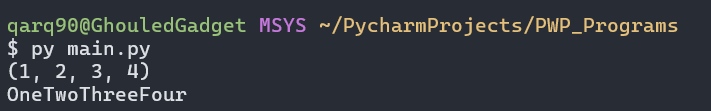 qarq90@GhouledGadget MSYS ~/PycharmProjects/PWP_Programs
$ py main.py
(1, 2, 3, 4)
OneTwoThreeFour